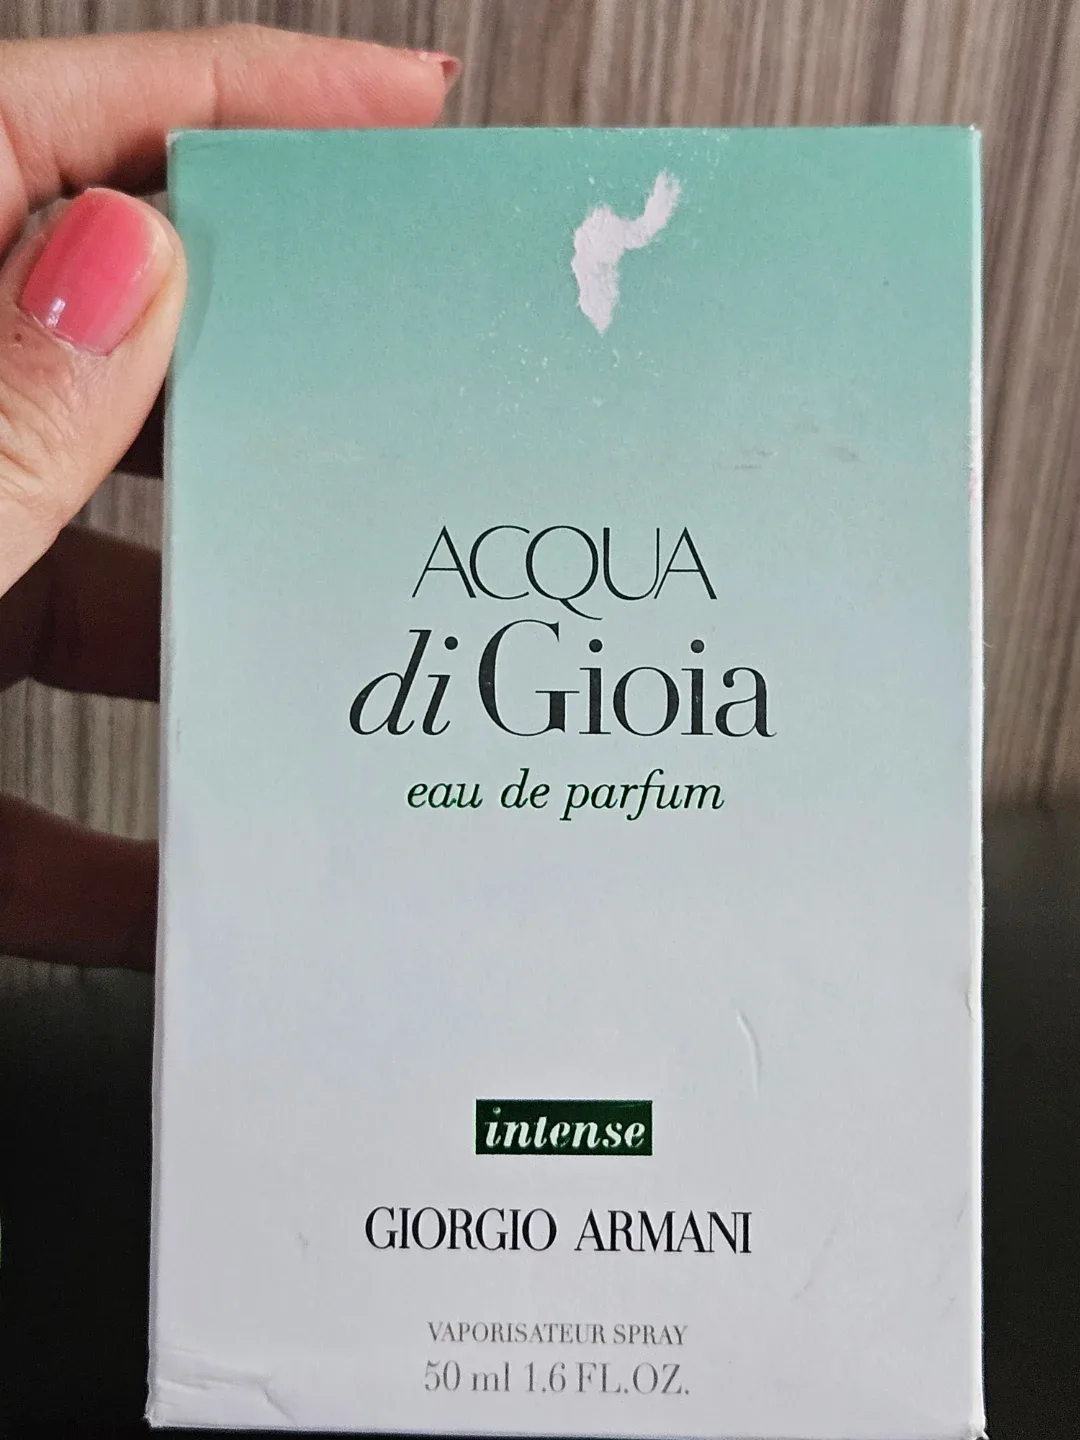 ACQUA
di Gioia
eau de parfum
intense
GIORGIO ARMANI
VAPORISATEUR SPRAY
50 ml 1.6 FL.OZ.